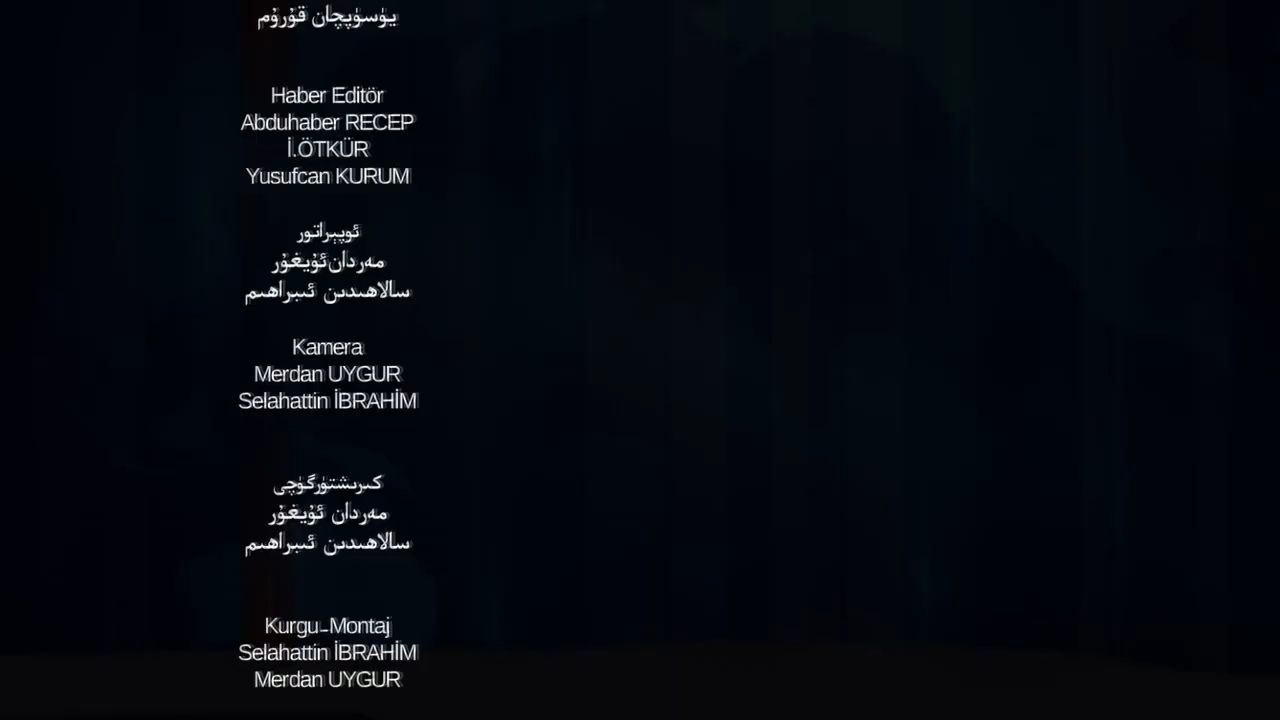 يۈسۈپچان قۇرۇم
Haber Editör
Abduhaber RECEP
İ.ÖTKÜR
Yusufcan KURUM
ئوپېراتور
مەردان ئۇيغۇر
سالاھىدىن ئىبراھىم
Kamera
Merdan UYGUR
Selahattin İBRAHİM
كىرىشتۈرگۈچى
مەردان ئۇيغۇر
سالاھىدىن ئىبراھىم
Kurgu-Montaj
Selahattin İBRAHİM
Merdan UYGUR